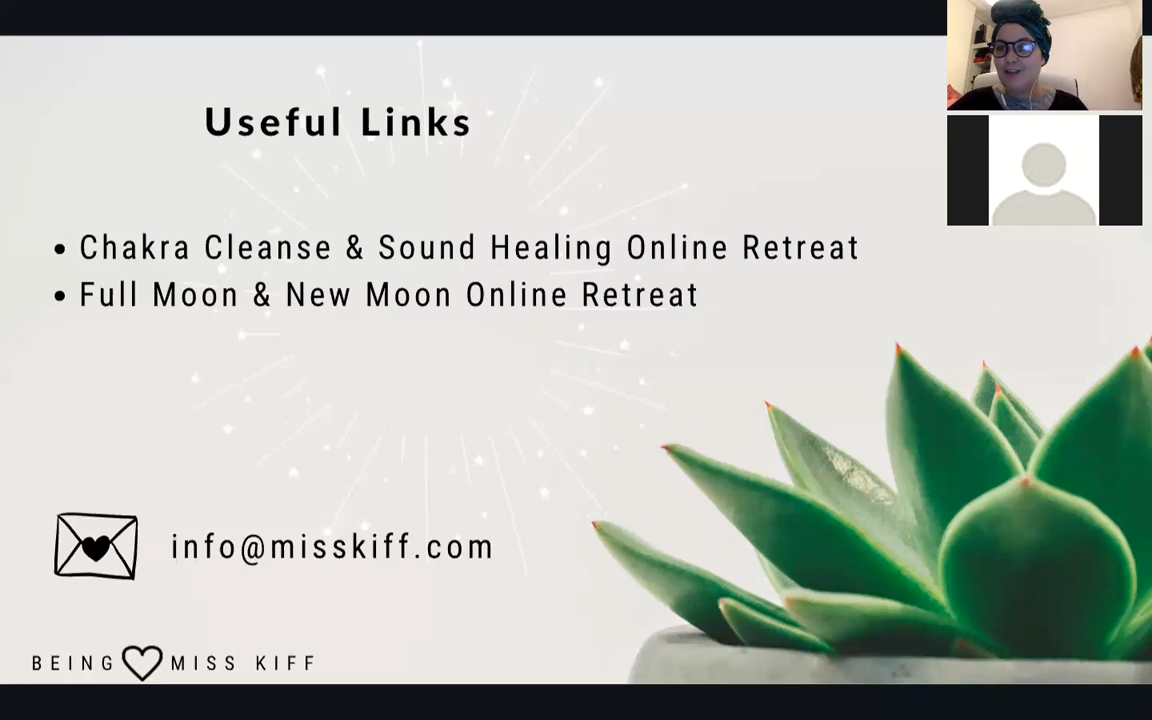 Useful Links
• Chakra Cleanse & Sound Healing Online Retreat
• Full Moon & New Moon Online Retreat
info@misskiff.com
BEING MISS KIFF